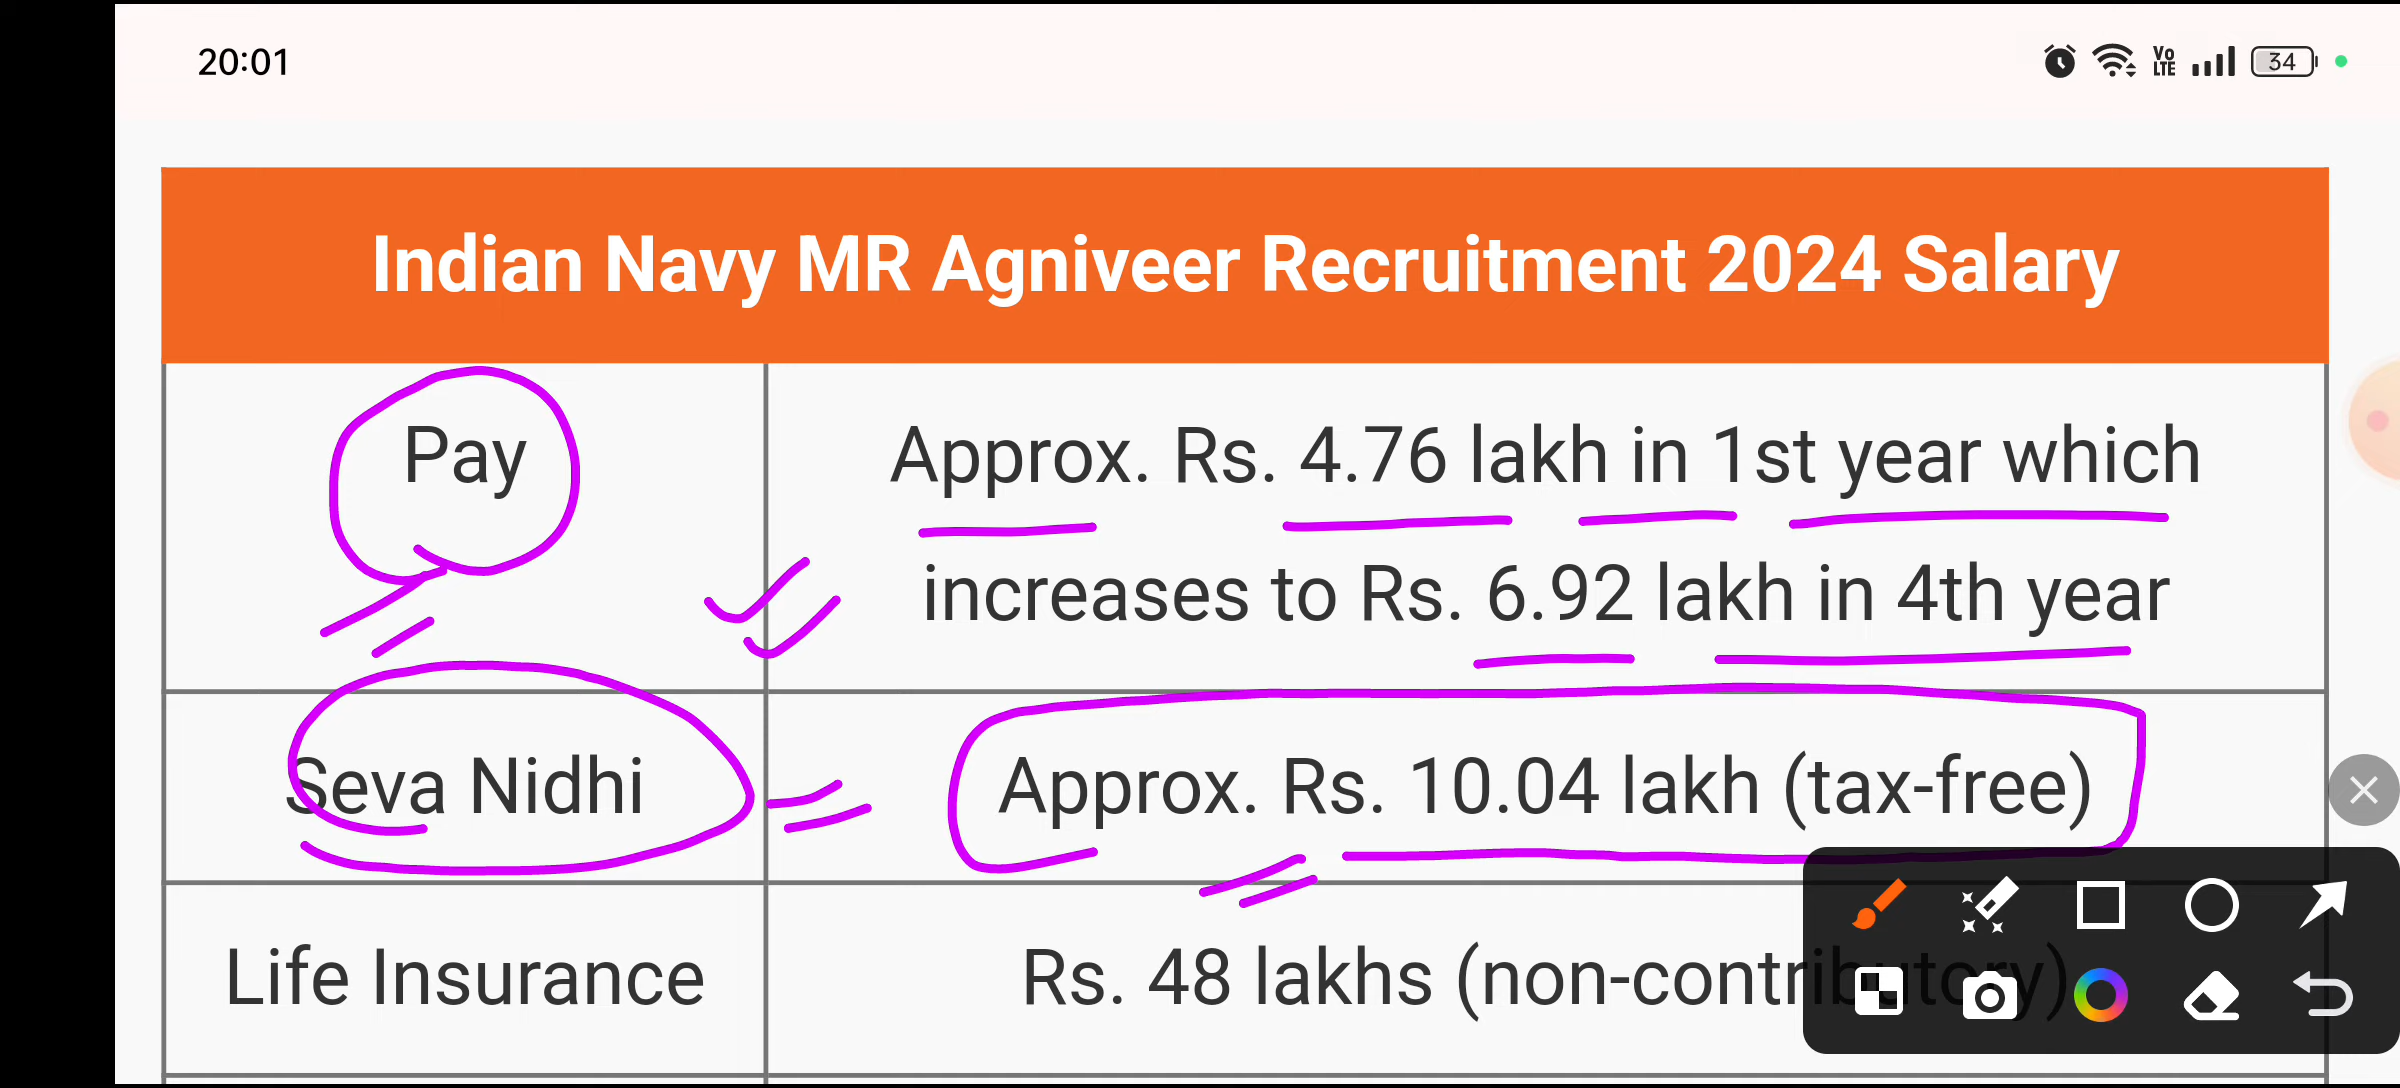 20:01
Vo
LTE
34
Indian Navy MR Agniveer Recruitment 2024 Salary
Pay
Approx. Rs. 4.76 lakh in 1st year which
increases to Rs. 6.92 lakh in 4th year
Seva Nidhi
Approx. Rs. 10.04 lakh (tax-free)
Life Insurance
Rs. 48 lakhs (non-contributory)